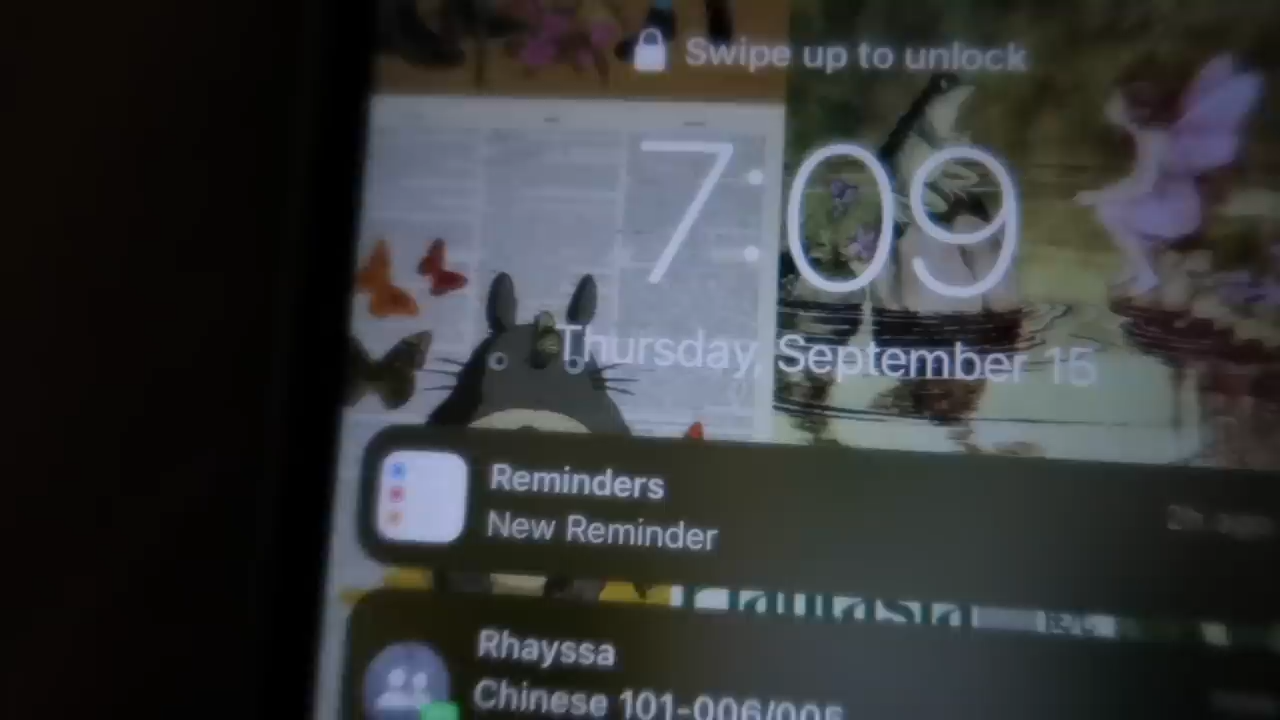 Swipe up to unlock
7:09
Thursday, September 15
Reminders
New Reminder
Rhayssa
Chinese 101-006/005